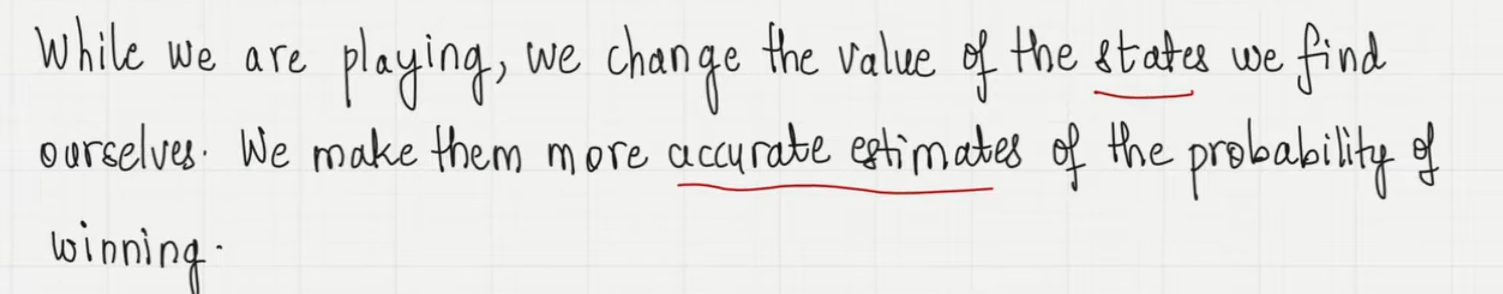 While we are playing, we change the value of the states we find
ourselves. We make them more accurate estimates of the probability of
winning.